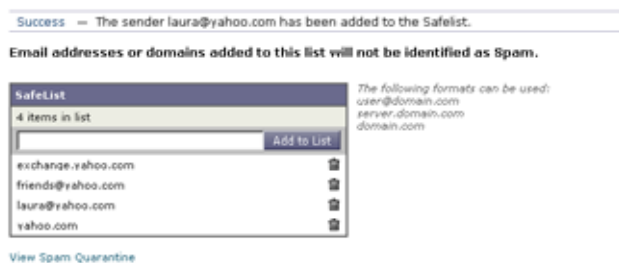 Success — The sender laura@yahoo.com has been added to the Safelist.
Email addresses or domains added to this list will not be identified as Spam.
SafeList
4 items in list
Add to List
exchange.yahoo.com
friends@yahoo.com
laura@yahoo.com
yahoo.com
The following formats can be used:
user@domain.com
server.domain.com
domain.com
View Spam Quarantine